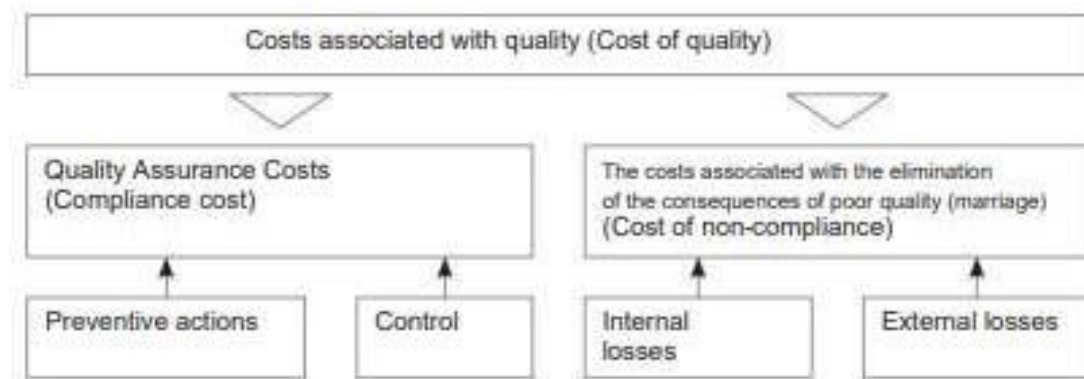 Costs associated with quality (Cost of quality)
Quality Assurance Costs
(Compliance cost)
The costs associated with the elimination
of the consequences of poor quality (marriage)
(Cost of non-compliance)
Preventive actions
Control
Internal
losses
External losses